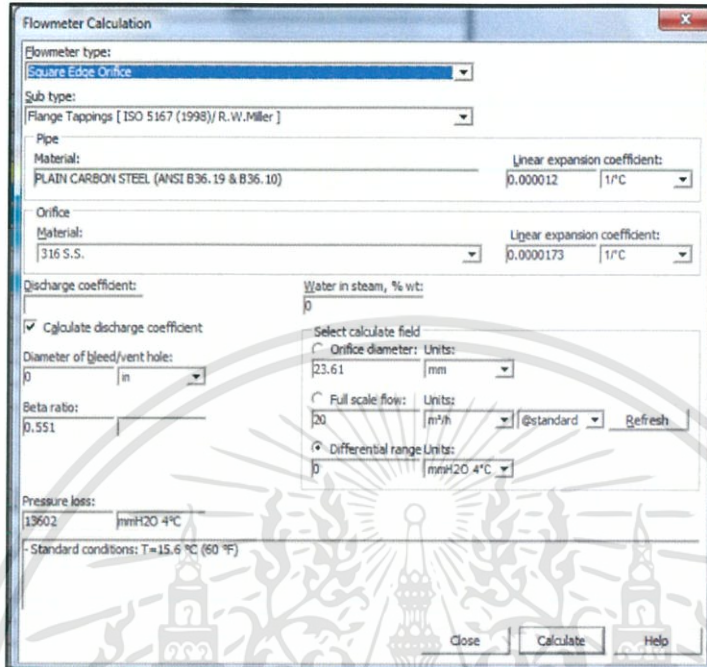 Flowmeter Calculation
x
Flowmeter type:
Square Edge Orifice
Sub type:
Flange Tappings [ ISO 5167 (1998)/ R.W.Miller ]
Pipe
Material:
Linear expansion coefficient:
PLAIN CARBON STEEL (ANSI B36.19 & B36.10)
0.000012
1/°C
Orifice
Material:
Linear expansion coefficient:
316 S.S.
0.0000173
1/°C
Discharge coefficient:
Water in steam, % wt:
0
Calculate discharge coefficient
Select calculate field
Orifice diameter: Units:
Diameter of bleed/vent hole:
23.61
mm
0
in
Full scale flow: Units:
Beta ratio:
20
m³/h
@standard
Refresh
0.551
Differential range Units:
0
mmH2O 4°C
Pressure loss:
13602
mmH2O 4°C
- Standard conditions: T=15.6 °C (60 °F)
Close
Calculate
Help